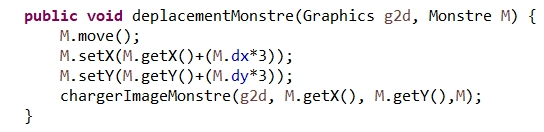 public void deplacementMonstre(Graphics g2d, Monstre M) {
M.move();
M.setX(M.getX()+(M.dx*3));
M.setY(M.getY()+(M.dy*3));
chargerImageMonstre(g2d, M.getX(), M.getY(),M);
}